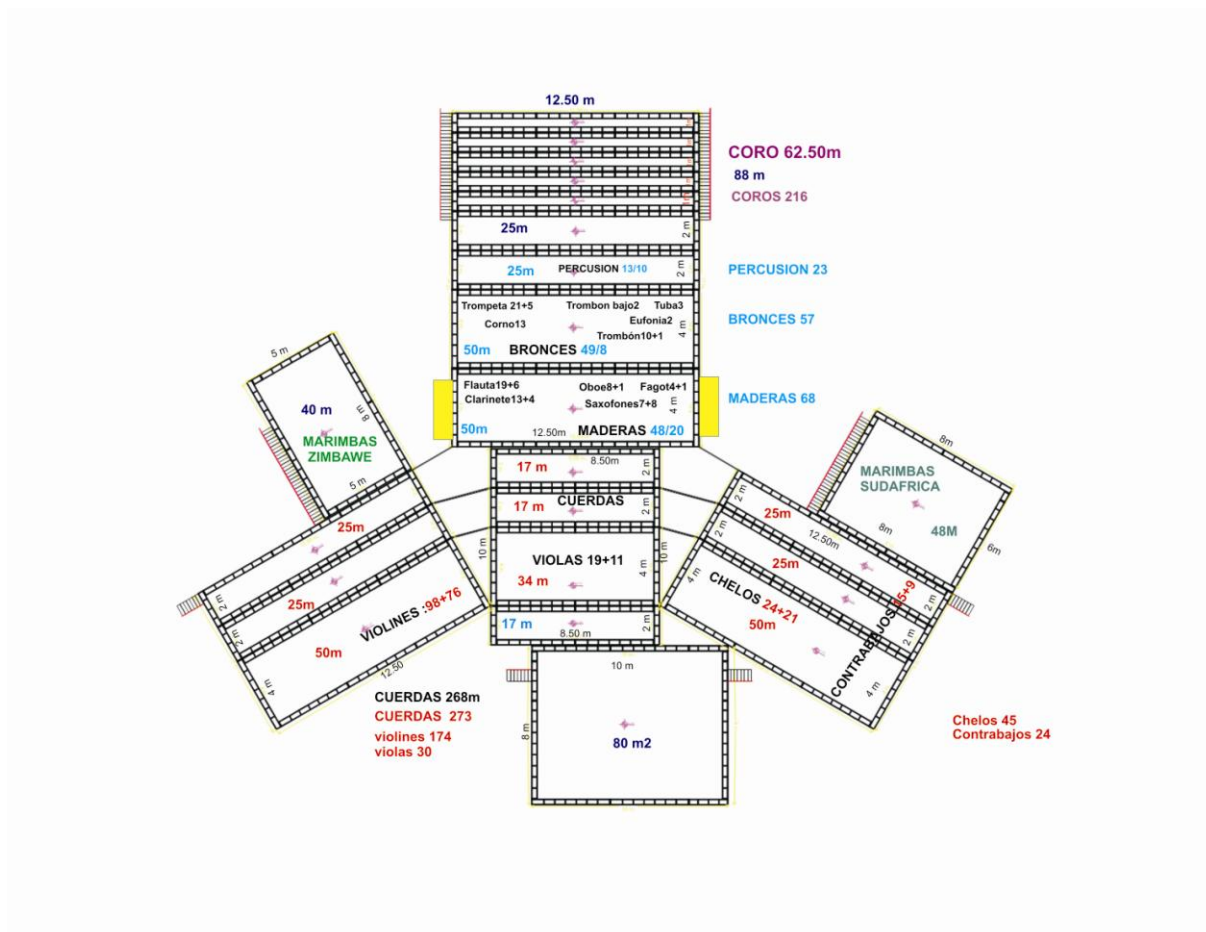 12.50 m
CORO 62.50m
88 m
COROS 216
25m
2 m
25m
PERCUSION 13/10
2 m
PERCUSION 23
Trompeta 21+5
Trombon bajo2
Tuba3
Corno13
Eufonia2
Trombón10+1
4 m
50m
BRONCES 49/8
BRONCES 57
Flauta19+6
Oboe8+1
Fagot4+1
Clarinete13+4
Saxofones7+8
4 m
50m
12.50m
MADERAS 48/20
MADERAS 68
5 m
40 m
8 m
MARIMBAS
ZIMBAWE
5 m
25m
2 m
25m
2 m
VIOLINES :98+76
50m
4 m
12.50
17 m
8.50m
2 m
17 m
CUERDAS
2 m
10 m
10 m
VIOLAS 19+11
34 m
4 m
17 m
8.50 m
2 m
8m
MARIMBAS
SUDAFRICA
8m
48M
6m
2 m
25m
12.50m
2 m
2 m
25m
2 m
4 m
CHELOS 24+21
50m
4 m
10 m
8 m
80 m2
CUERDAS 268m
CUERDAS 273
violines 174
violas 30
Chelos 45
Contrabajos 24